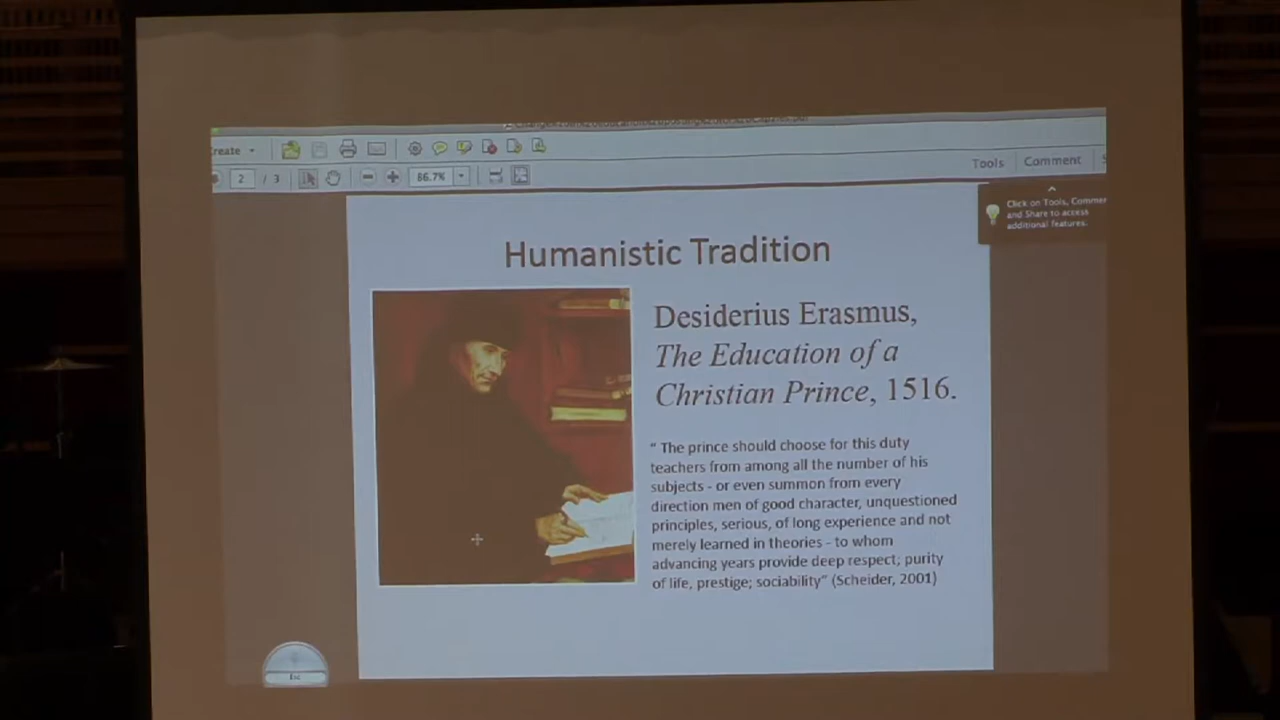 Create
Tools
Comment
2 / 3
86.7%
Click on Tools, Commen
and Share to access
additional features.
Humanistic Tradition
Desiderius Erasmus,
The Education of a
Christian Prince, 1516.
“ The prince should choose for this duty
teachers from among all the number of his
subjects - or even summon from every
direction men of good character, unquestioned
principles, serious, of long experience and not
merely learned in theories - to whom
advancing years provide deep respect; purity
of life, prestige; sociability” (Scheider, 2001)
Esc